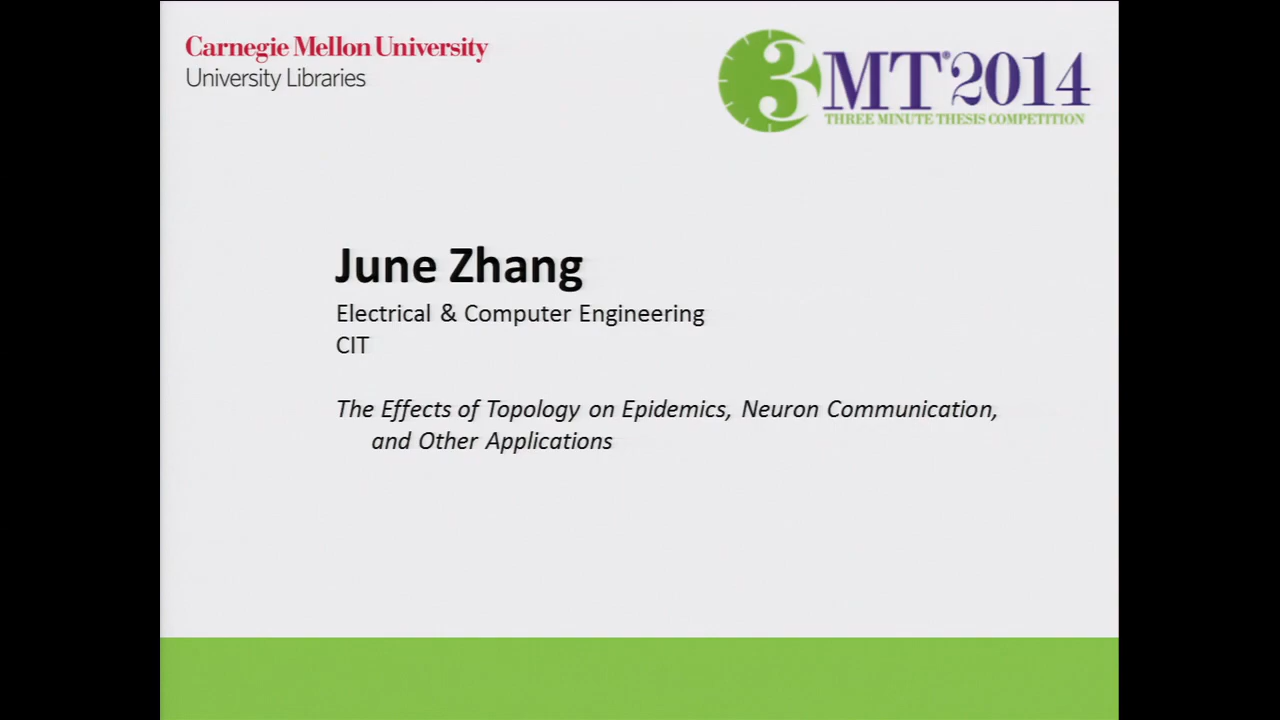 Carnegie Mellon University
University Libraries
3MT® 2014
THREE MINUTE THESIS COMPETITION
June Zhang
Electrical & Computer Engineering
CIT
The Effects of Topology on Epidemics, Neuron Communication,
and Other Applications